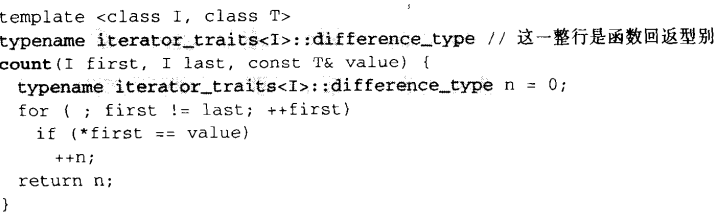 template <class I, class T>
typename iterator_traits<I>::difference_type // 这一整行是函数回返型别
count(I first, I last, const T& value) {
  typename iterator_traits<I>::difference_type n = 0;
  for ( ; first != last; ++first)
    if (*first == value)
      ++n;
  return n;
}